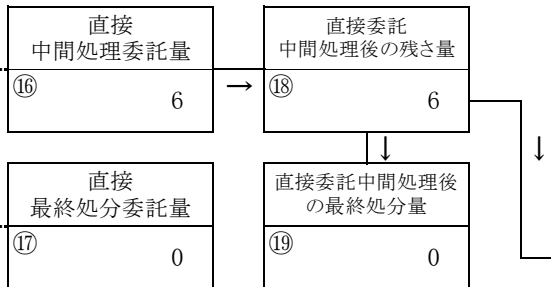 直接
中間処理委託量
⑯
6
→
直接委託
中間処理後の残さ量
⑱
6
↓
↓
直接
最終処分委託量
⑰
0
直接委託中間処理後
の最終処分量
⑲
0